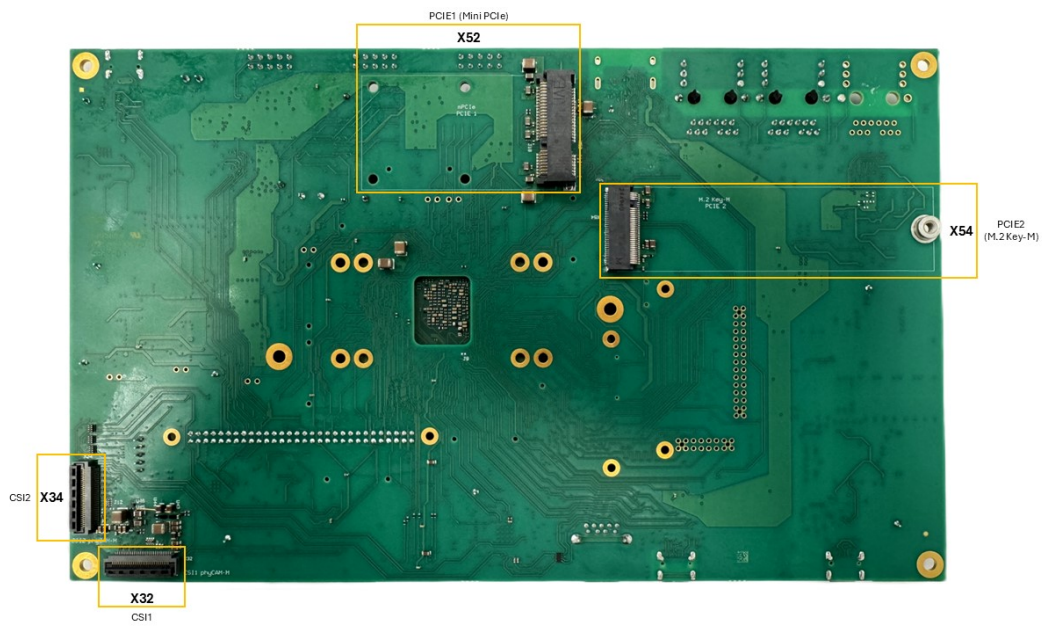 PCIE1 (Mini PCIe)
X52
mPCIe
PCIE 1
M.2 Key-M
PCIE 2
X54
PCIE2
(M.2 Key-M)
CSI2
X34
X32
CSI1
CSI1 phyCAM-M